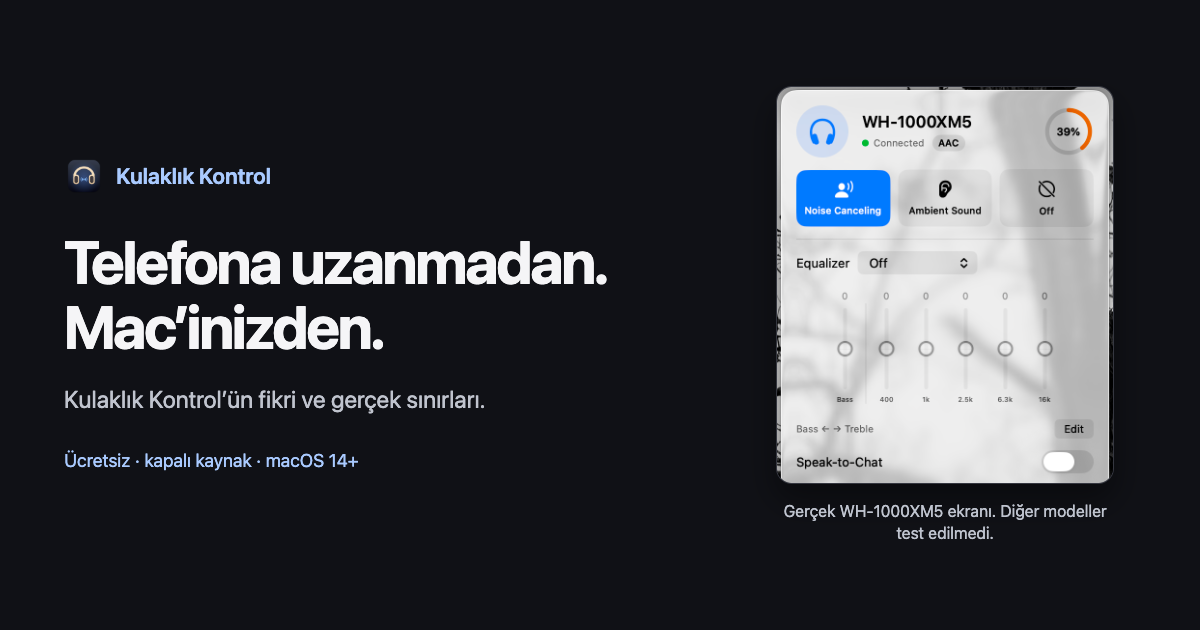 Kulaklık Kontrol
Telefona uzanmadan.
Mac’inizden.
Kulaklık Kontrol’ün fikri ve gerçek sınırları.
Ücretsiz · kapalı kaynak · macOS 14+
WH-1000XM5
Connected AAC
39%
Noise Canceling
Ambient Sound
Off
Equalizer Off
0 0 0 0 0 0
Bass 400 1k 2.5k 6.3k 16k
Bass ← → Treble
Edit
Speak-to-Chat
Gerçek WH-1000XM5 ekranı. Diğer modeller
test edilmedi.